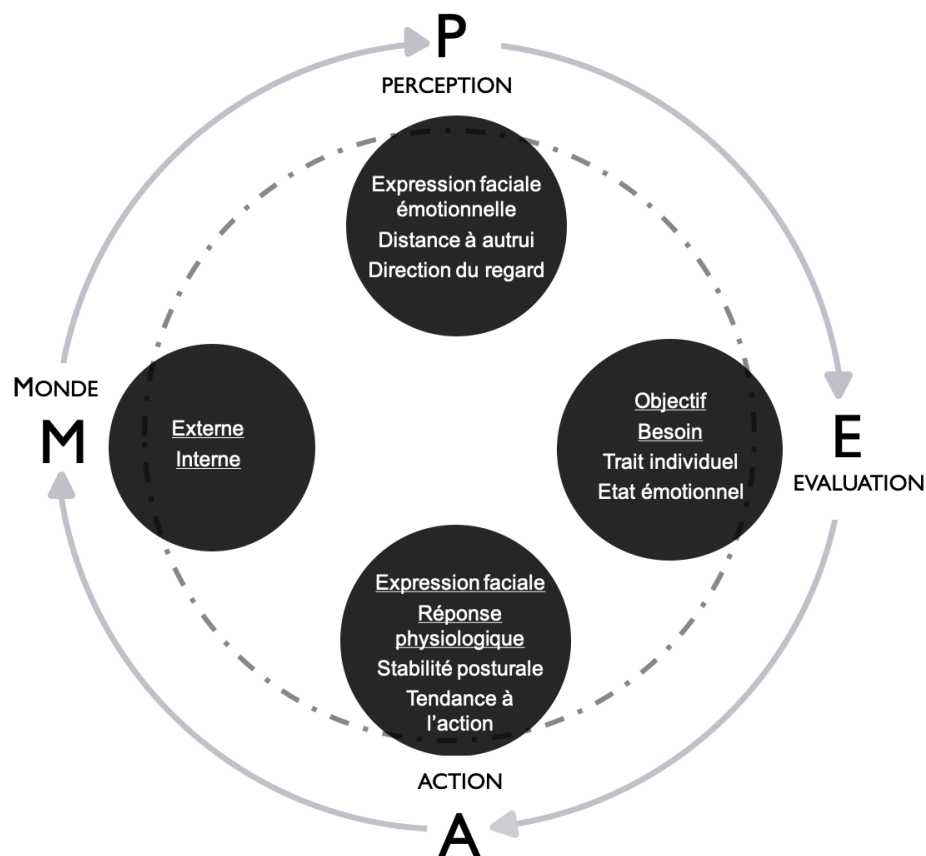 P
PERCEPTION
Expression faciale
émotionnelle
Distance à autrui
Direction du regard
MONDE
M
Externe
Interne
Objectif
Besoin
Trait individuel
Etat émotionnel
E
EVALUATION
Expression faciale
Réponse
physiologique
Stabilité posturale
Tendance à
l'action
ACTION
A